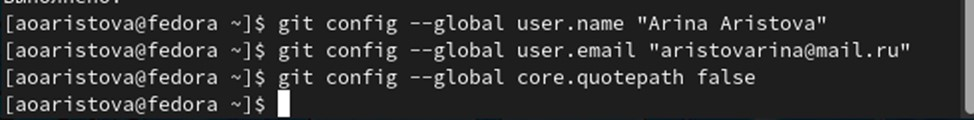 Выполнено!
[aoaristova@fedora ~]$ git config --global user.name "Arina Aristova"
[aoaristova@fedora ~]$ git config --global user.email "aristovarina@mail.ru"
[aoaristova@fedora ~]$ git config --global core.quotepath false
[aoaristova@fedora ~]$